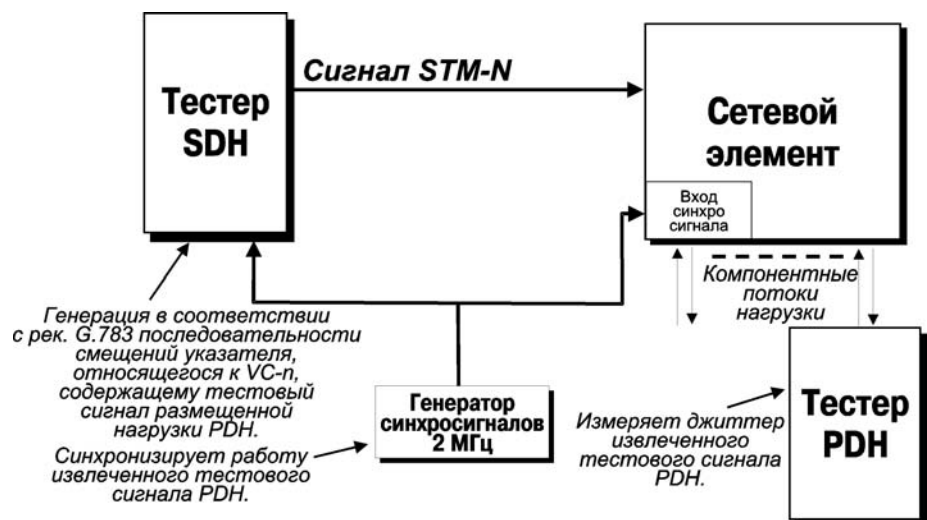 Сигнал STM-N
Тестер
SDH
Сетевой
элемент
Вход
синхро
сигнала
Компонентные
потоки
нагрузки
Генерация в соответствии
с рек. G.783 последовательности
смещений указателя,
относящегося к VC-n,
содержащему тестовый
сигнал размещенной
нагрузки PDH.
Синхронизирует работу
извлеченного тестового
сигнала PDH.
Генератор
синхросигналов
2 МГц
Измеряет джиттер
извлеченного
тестового сигнала
PDH.
Тестер
PDH